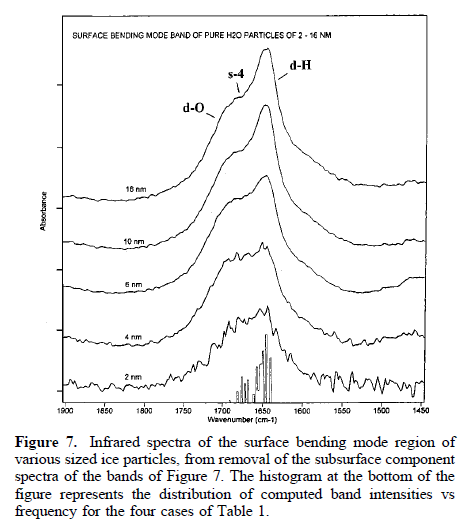 SURFACE BENDING MODE BAND OF PURE H2O PARTICLES OF 2 - 16 NM
d-H
s-4
d-O
16 nm
10 nm
6 nm
4 nm
2 nm
Absorbance
1900 1850 1800 1750 1700 1650 1600 1550 1500 1450
Wavenumber (cm-1)
Figure 7. Infrared spectra of the surface bending mode region of
various sized ice particles, from removal of the subsurface component
spectra of the bands of Figure 7. The histogram at the bottom of the
figure represents the distribution of computed band intensities vs
frequency for the four cases of Table 1.